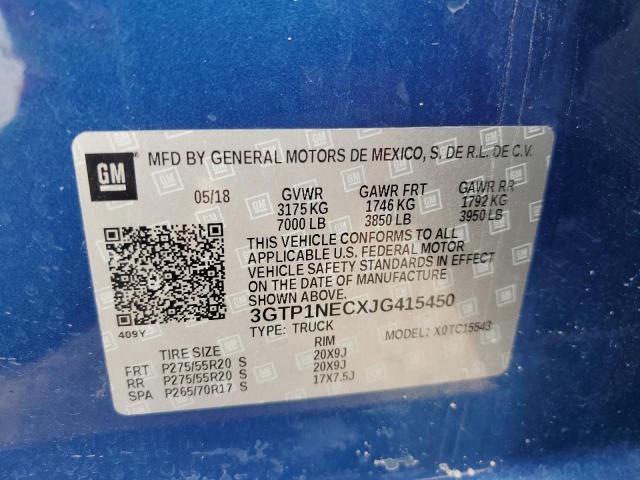 GM MFD BY GENERAL MOTORS DE MEXICO, S. DE R.L. DE C.V.
05/18 GVWR GAWR FRT GAWR RR
3175 KG 1746 KG 1792 KG
7000 LB 3850 LB 3950 LB
THIS VEHICLE CONFORMS TO ALL
APPLICABLE U.S. FEDERAL MOTOR
VEHICLE SAFETY STANDARDS IN EFFECT
ON THE DATE OF MANUFACTURE
SHOWN ABOVE.
3GTP1NECXJG415450
409Y TYPE: TRUCK MODEL: X0TC15543
TIRE SIZE RIM
FRT P275/55R20 S 20X9J
RR P275/55R20 S 20X9J
SPA P265/70R17 S 17X7.5J